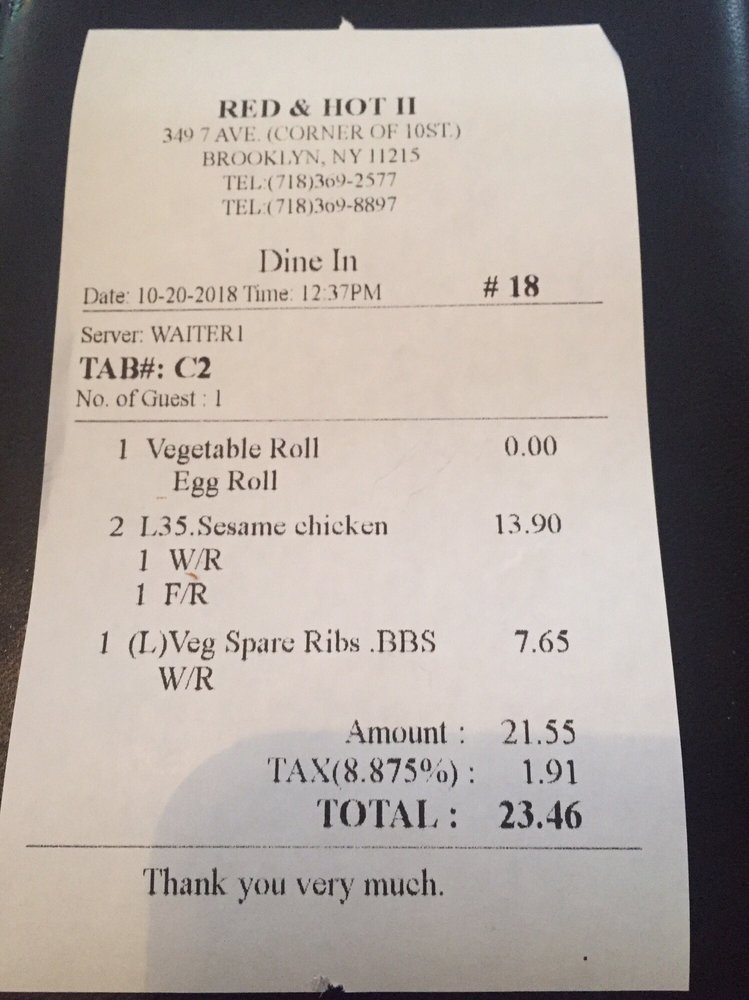 RED & HOT II
349 7 AVE. (CORNER OF 10ST.)
BROOKLYN, NY 11215
TEL:(718)369-2577
TEL:(718)369-8897
Dine In
Date: 10-20-2018 Time: 12:37PM # 18
Server: WAITER1
TAB#: C2
No. of Guest : 1
1 Vegetable Roll 0.00
Egg Roll
2 L35.Sesame chicken 13.90
1 W/R
1 F/R
1 (L)Veg Spare Ribs .BBS 7.65
W/R
Amount : 21.55
TAX(8.875%) : 1.91
TOTAL : 23.46
Thank you very much.